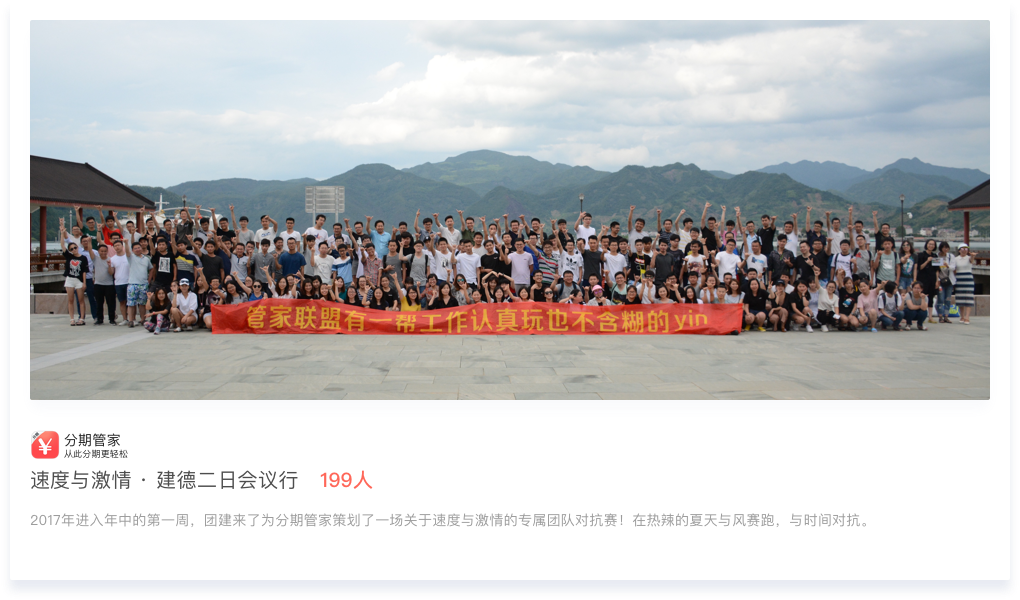 管家联盟有一帮工作认真玩也不含糊的yin
分期管家
从此分期更轻松
速度与激情 · 建德二日会议行 199人
2017年进入年中的第一周，团建来了为分期管家策划了一场关于速度与激情的专属团队对抗赛！在热辣的夏天与风赛跑，与时间对抗。